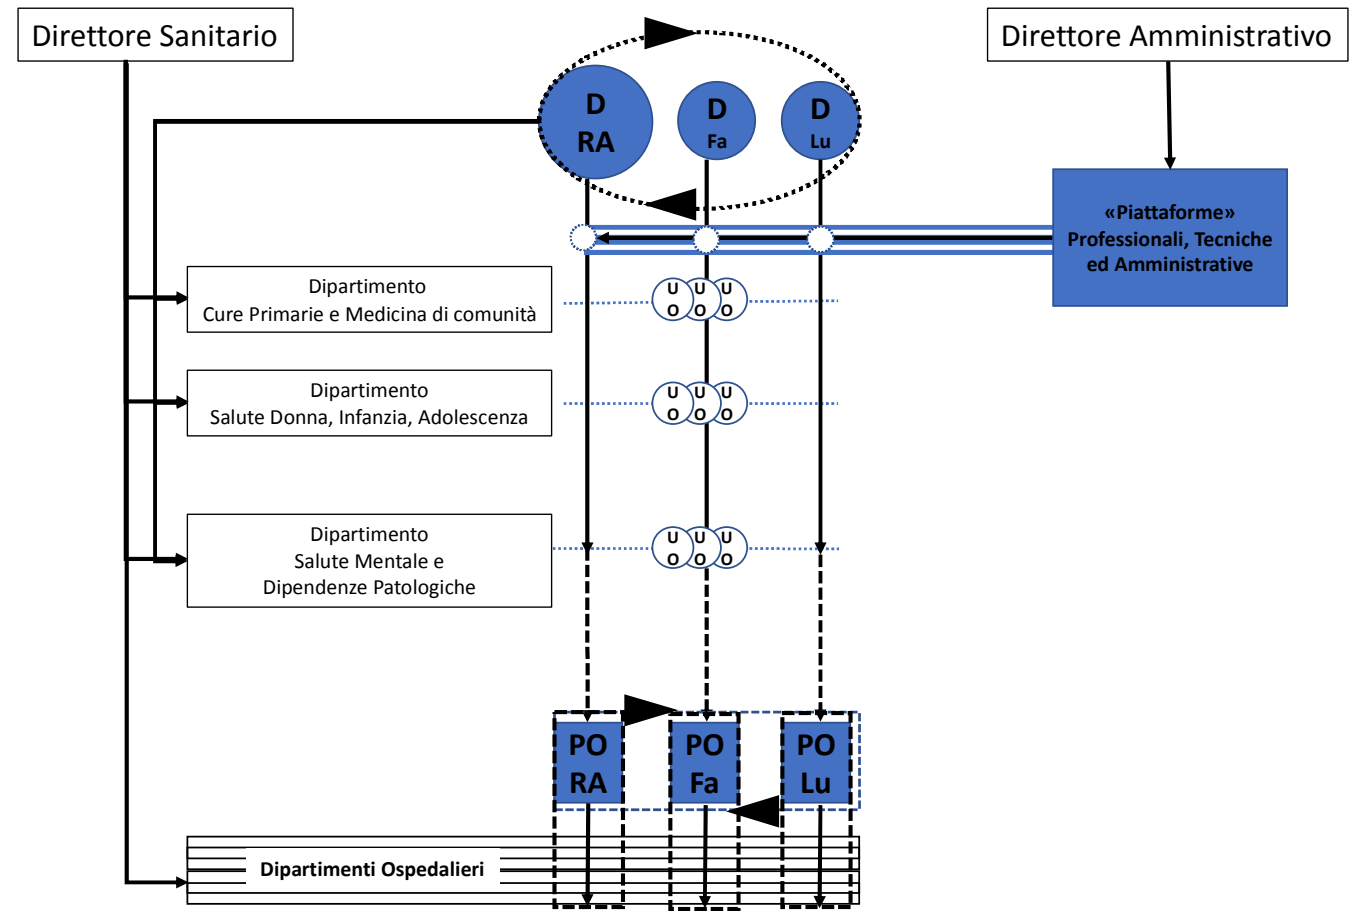 Direttore Sanitario
Direttore Amministrativo
D
RA
D
Fa
D
Lu
«Piattaforme»
Professionali, Tecniche
ed Amministrative
Dipartimento
Cure Primarie e Medicina di comunità
U U U
O O O
Dipartimento
Salute Donna, Infanzia, Adolescenza
U U U
O O O
Dipartimento
Salute Mentale e
Dipendenze Patologiche
U U U
O O O
PO
RA
PO
Fa
PO
Lu
Dipartimenti Ospedalieri